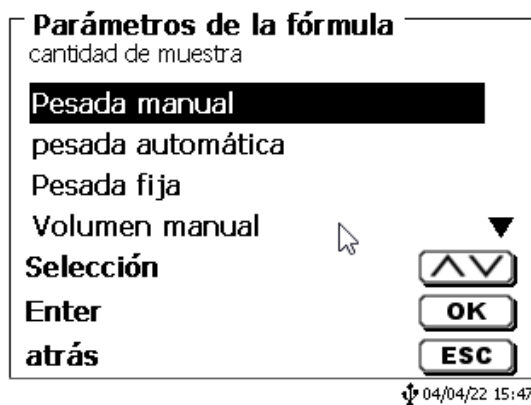 Parámetros de la fórmula
cantidad de muestra
Pesada manual
pesada automática
Pesada fija
Volumen manual
Selección
Enter OK
atrás ESC
04/04/22 15:47